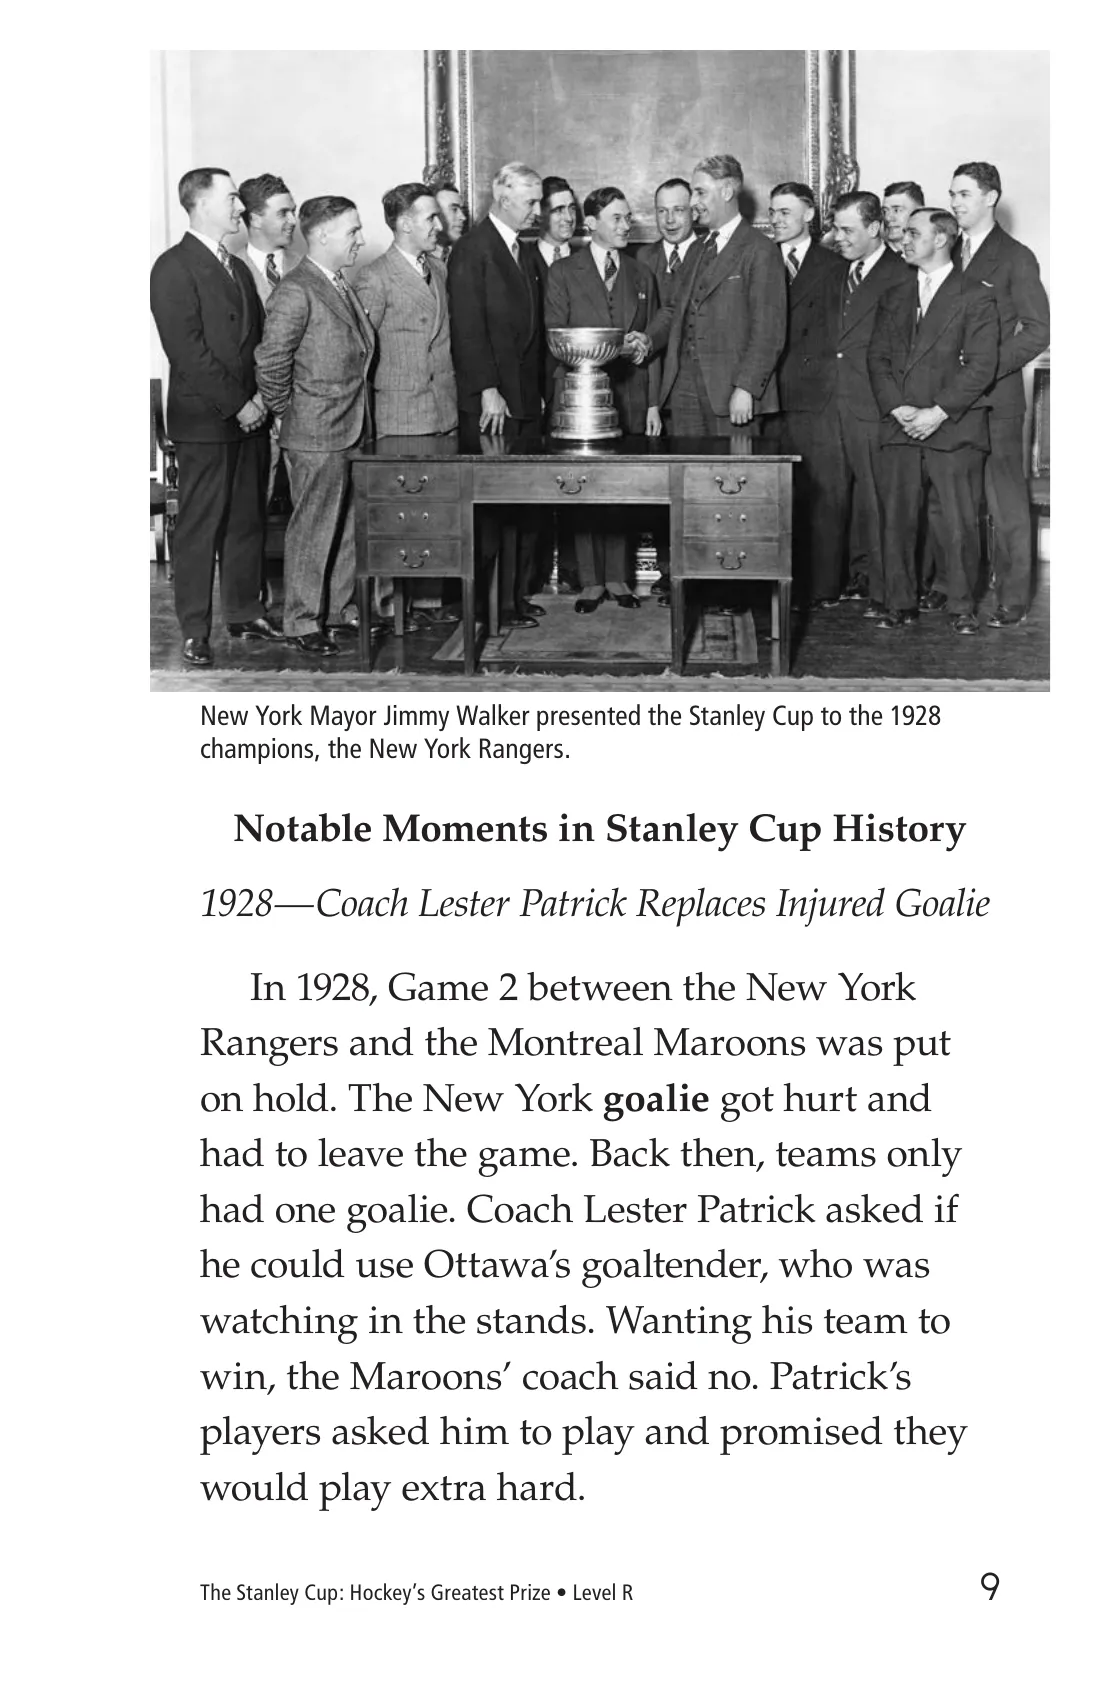 New York Mayor Jimmy Walker presented the Stanley Cup to the 1928
champions, the New York Rangers.
Notable Moments in Stanley Cup History
1928—Coach Lester Patrick Replaces Injured Goalie
In 1928, Game 2 between the New York
Rangers and the Montreal Maroons was put
on hold. The New York goalie got hurt and
had to leave the game. Back then, teams only
had one goalie. Coach Lester Patrick asked if
he could use Ottawa’s goaltender, who was
watching in the stands. Wanting his team to
win, the Maroons’ coach said no. Patrick’s
players asked him to play and promised they
would play extra hard.
The Stanley Cup: Hockey’s Greatest Prize • Level R 9